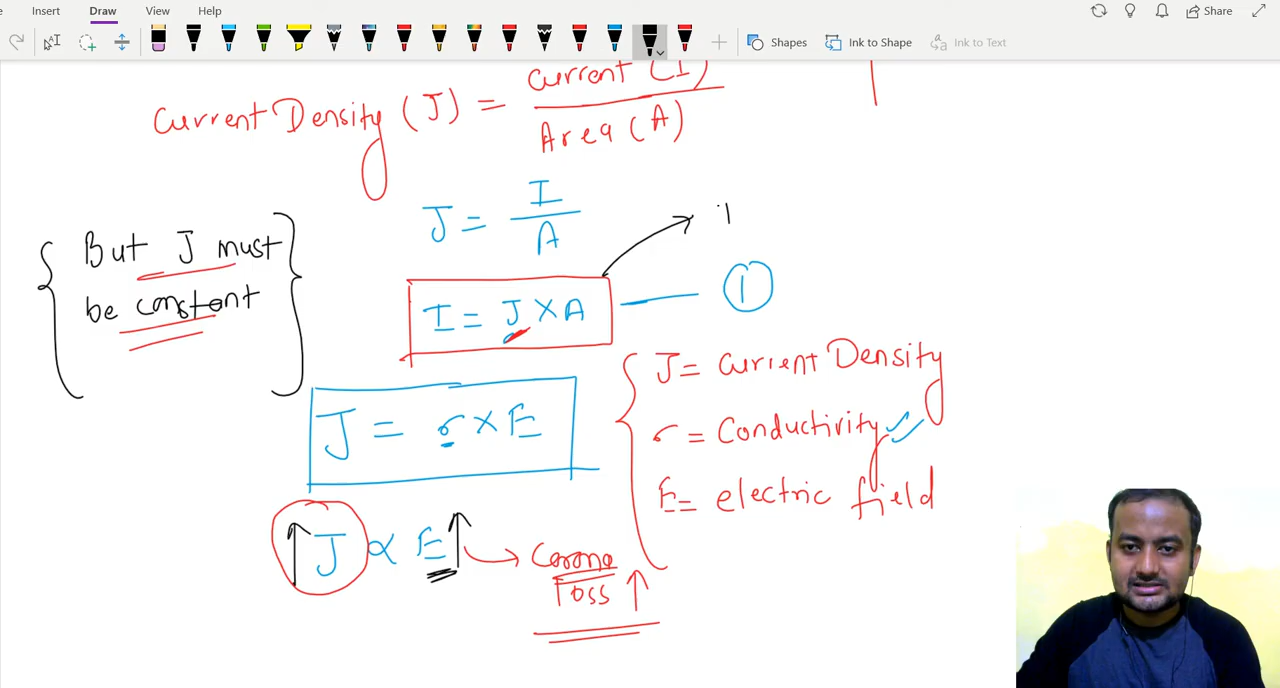 Insert Draw View Help
Share
Shapes Ink to Shape Ink to Text
Current Density (J) = Current (I) / Area (A)
J = I / A
But J must
be constant
I = J × A ①
J = Current Density
J = σ × E
σ = Conductivity
E = electric field
J ∝ E
Corona
loss